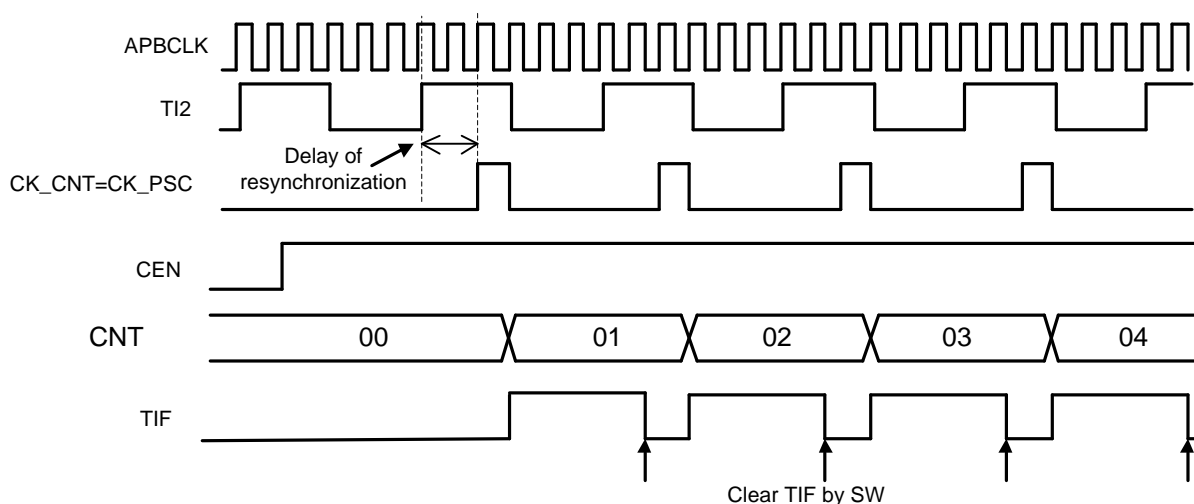 APBCLK
TI2
Delay of
resynchronization
CK_CNT=CK_PSC
CEN
CNT
00
01
02
03
04
TIF
Clear TIF by SW